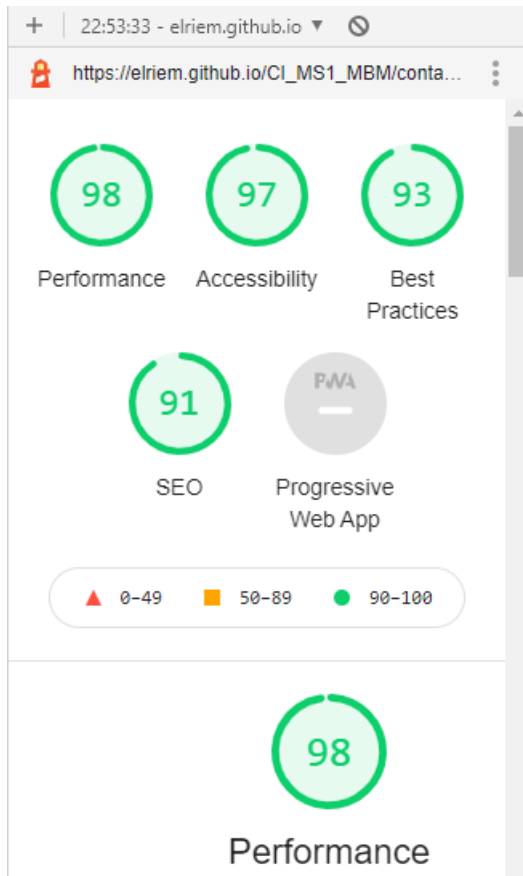 + 22:53:33 - elriem.github.io ▼
https://elriem.github.io/CI_MS1_MBM/conta...
98 97 93
Performance Accessibility Best
Practices
91 PWA
SEO Progressive
Web App
0–49 50–89 90–100
98
Performance